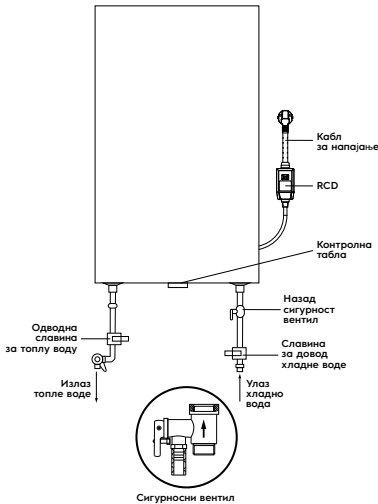 Кабл
за напајање
RCD
Контролна
табла
Назад
сигурност
вентил
Одводна
славина
за топлу воду
Славина
за довод
хладне воде
Излаз
топле воде
Улаз
хладно
вода
Сигурносни вентил